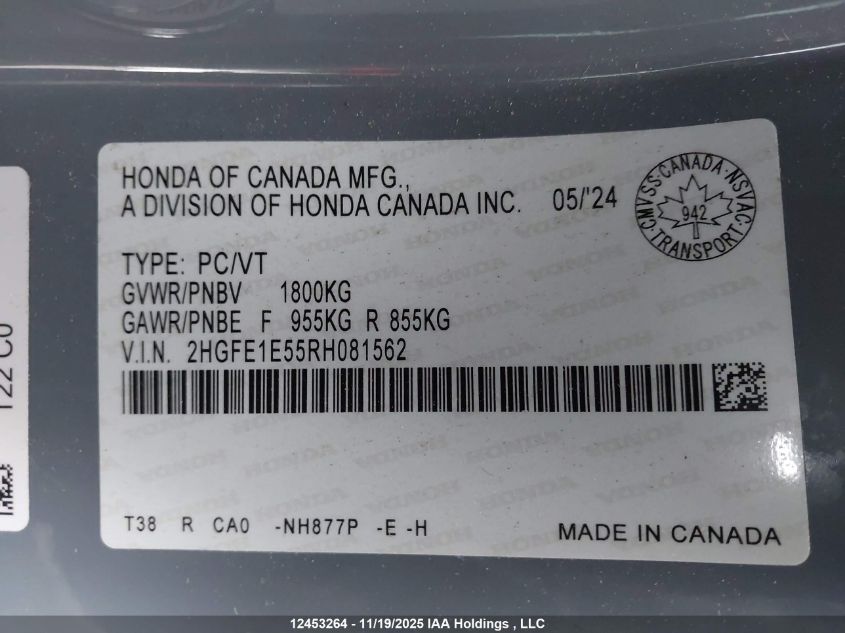 HONDA OF CANADA MFG.,
A DIVISION OF HONDA CANADA INC. 05/'24
CMVSS·CANADA·NSVAC
942
TRANSPORT
TYPE: PC/VT
GVWR/PNBV 1800KG
GAWR/PNBE F 955KG R 855KG
V.I.N. 2HGFE1E55RH081562
T38 R CA0 -NH877P -E -H
MADE IN CANADA
122 C0
12453264 - 11/19/2025 IAA Holdings , LLC